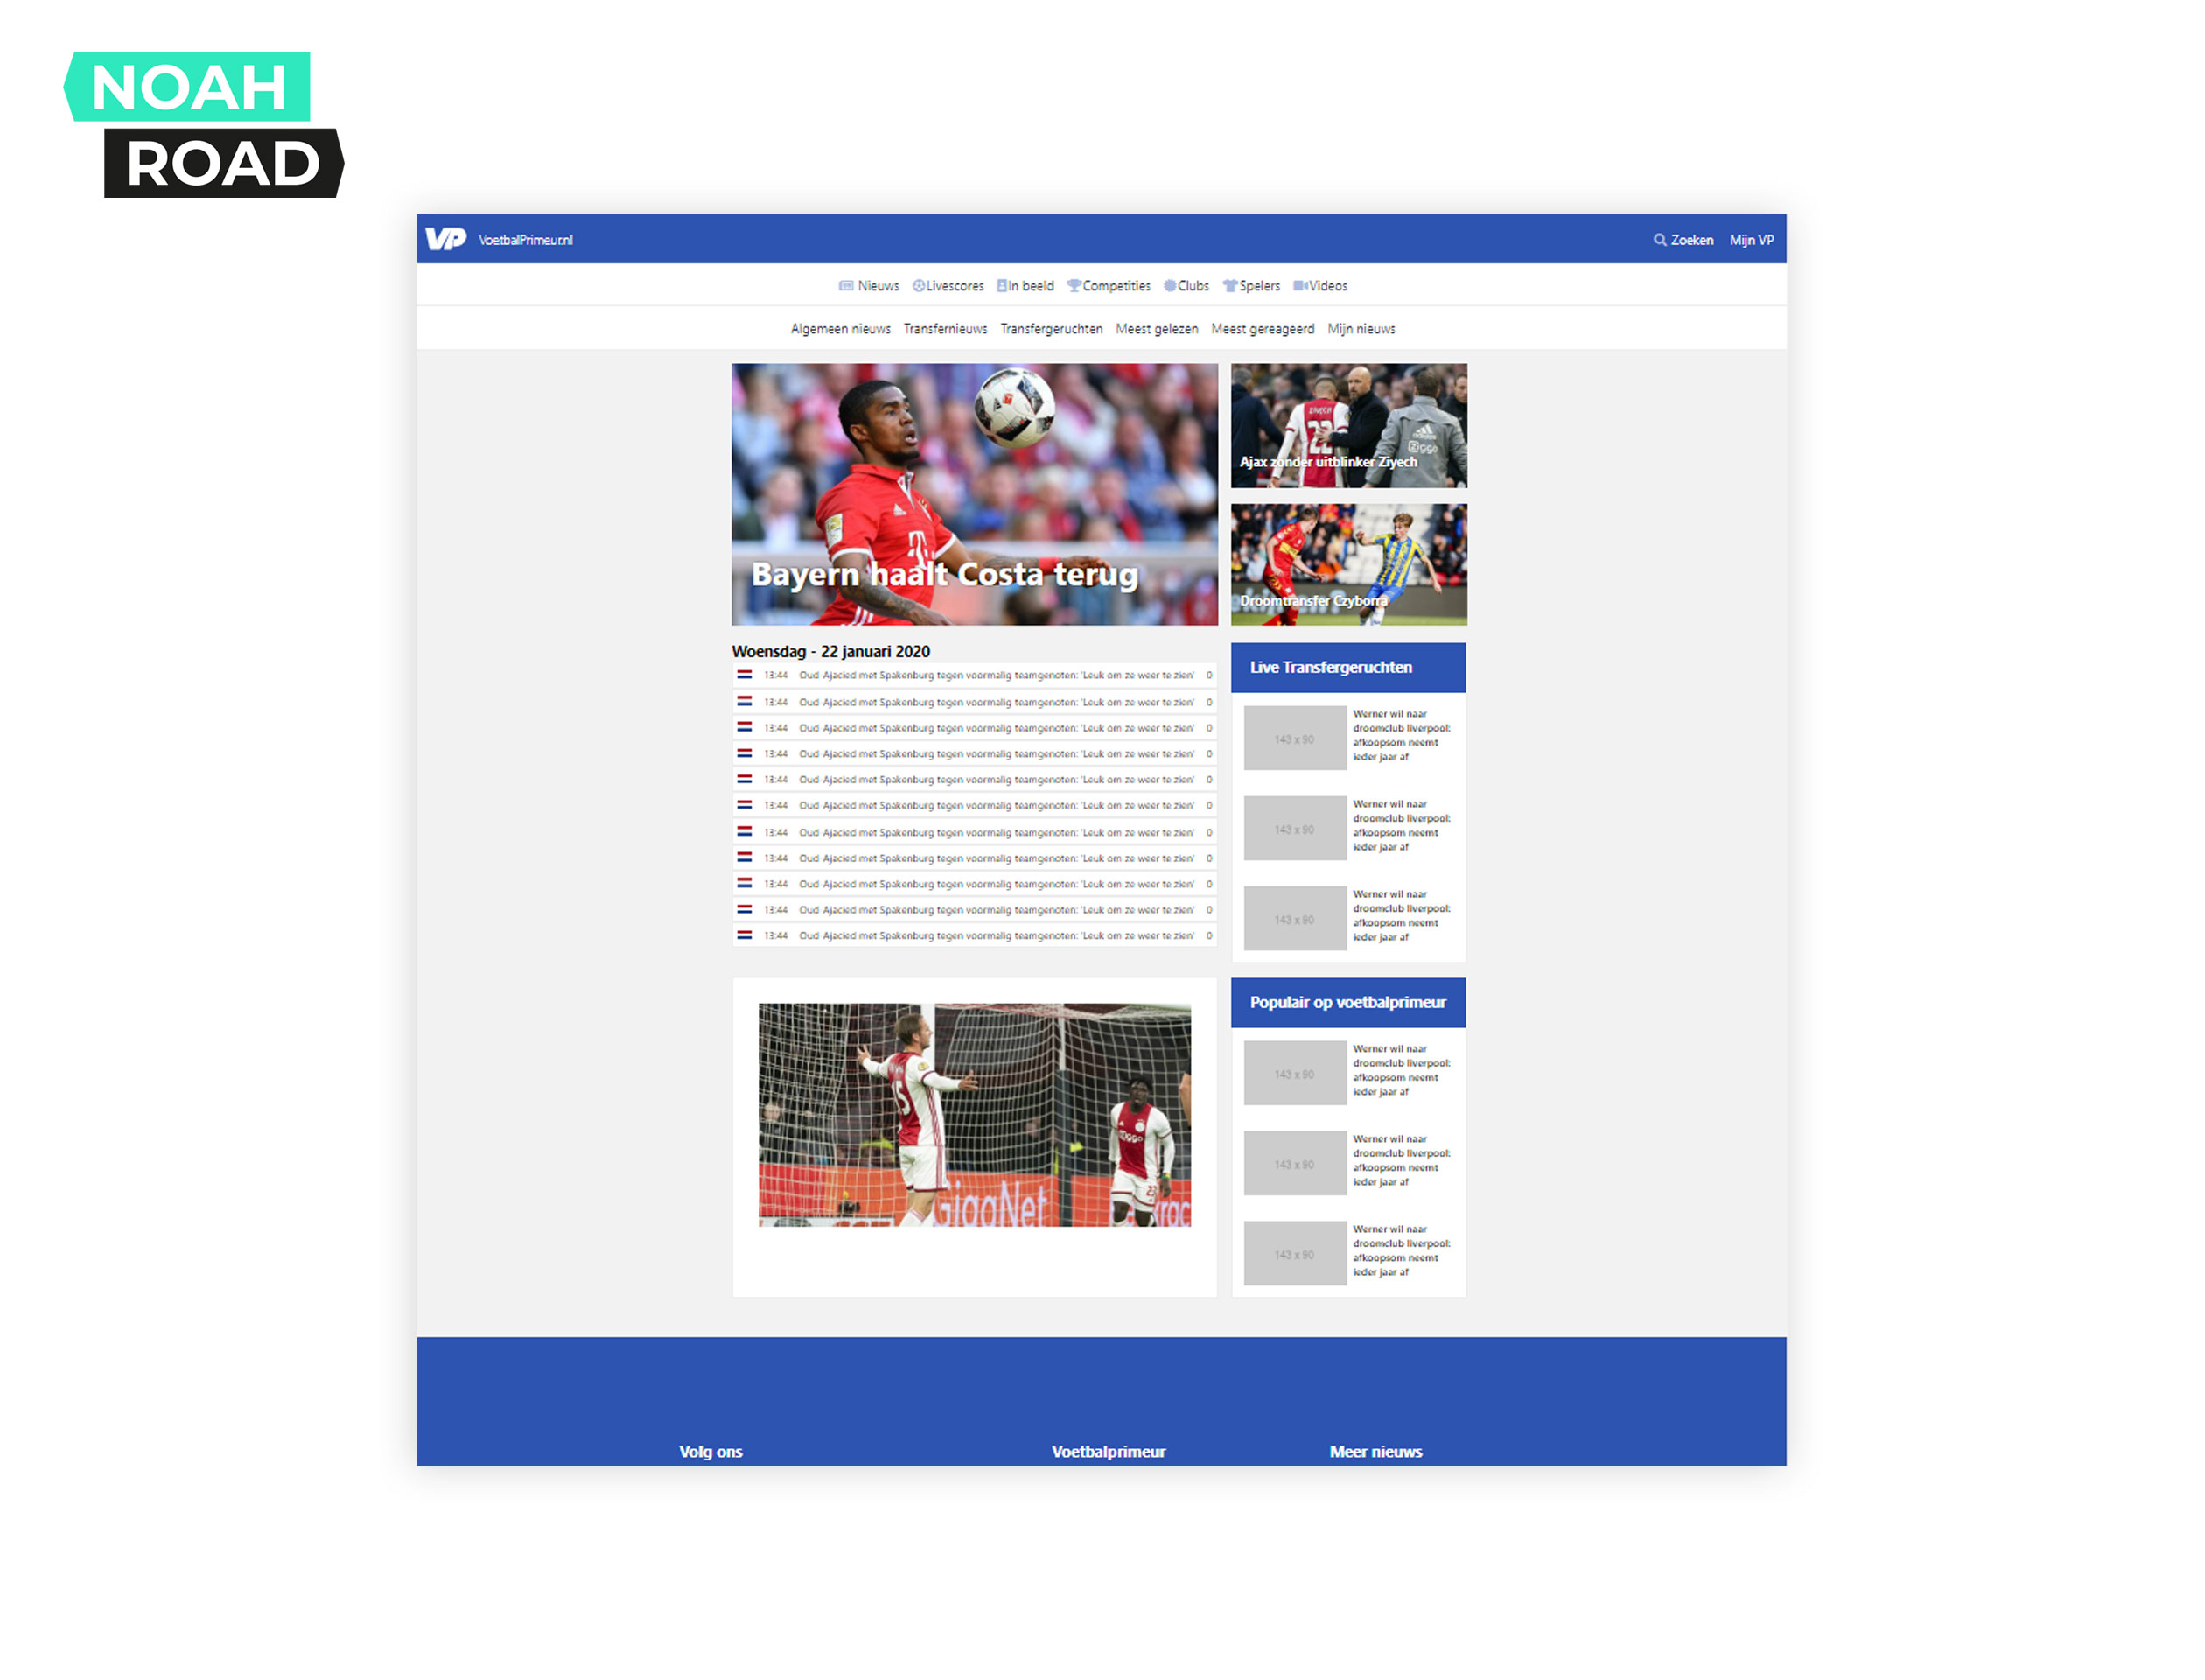 NOAH
ROAD
VP VoetbalPrimeur.nl
Zoeken Mijn VP
Nieuws Livescores In beeld Competities Clubs Spelers Videos
Algemeen nieuws Transfernieuws Transfergeruchten Meest gelezen Meest gereageerd Mijn nieuws
Bayern haalt Costa terug
ZIYECH
22
adidas
Ziggo
Ajax zonder uitblinker Ziyech
Droomtransfer Czyborra
Woensdag - 22 januari 2020
13:44 Oud Ajacied met Spakenburg tegen voormalig teamgenoten: 'Leuk om ze weer te zien' 0
13:44 Oud Ajacied met Spakenburg tegen voormalig teamgenoten: 'Leuk om ze weer te zien' 0
13:44 Oud Ajacied met Spakenburg tegen voormalig teamgenoten: 'Leuk om ze weer te zien' 0
13:44 Oud Ajacied met Spakenburg tegen voormalig teamgenoten: 'Leuk om ze weer te zien' 0
13:44 Oud Ajacied met Spakenburg tegen voormalig teamgenoten: 'Leuk om ze weer te zien' 0
13:44 Oud Ajacied met Spakenburg tegen voormalig teamgenoten: 'Leuk om ze weer te zien' 0
13:44 Oud Ajacied met Spakenburg tegen voormalig teamgenoten: 'Leuk om ze weer te zien' 0
13:44 Oud Ajacied met Spakenburg tegen voormalig teamgenoten: 'Leuk om ze weer te zien' 0
13:44 Oud Ajacied met Spakenburg tegen voormalig teamgenoten: 'Leuk om ze weer te zien' 0
13:44 Oud Ajacied met Spakenburg tegen voormalig teamgenoten: 'Leuk om ze weer te zien' 0
13:44 Oud Ajacied met Spakenburg tegen voormalig teamgenoten: 'Leuk om ze weer te zien' 0
Live Transfergeruchten
143 x 90
Werner wil naar
droomclub liverpool:
afkoopsom neemt
ieder jaar af
143 x 90
Werner wil naar
droomclub liverpool:
afkoopsom neemt
ieder jaar af
143 x 90
Werner wil naar
droomclub liverpool:
afkoopsom neemt
ieder jaar af
15
Ziggo
23
GigaNet
Populair op voetbalprimeur
143 x 90
Werner wil naar
droomclub liverpool:
afkoopsom neemt
ieder jaar af
143 x 90
Werner wil naar
droomclub liverpool:
afkoopsom neemt
ieder jaar af
143 x 90
Werner wil naar
droomclub liverpool:
afkoopsom neemt
ieder jaar af
Volg ons Voetbalprimeur Meer nieuws